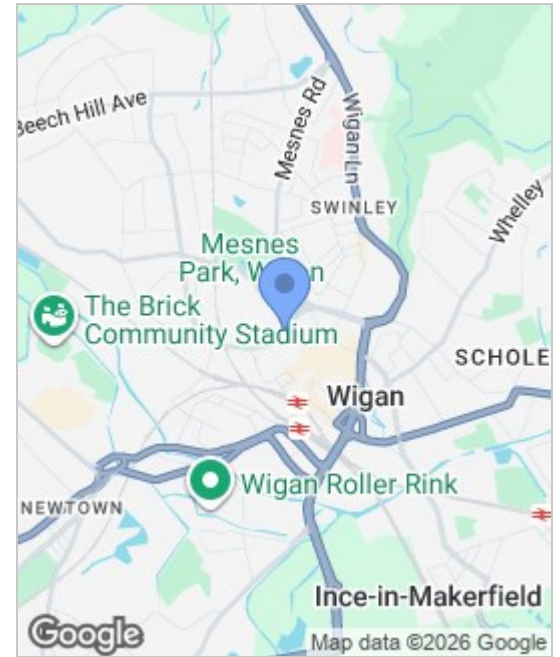 Beech Hill Ave
Mesnes Rd
Wigan Ln
SWINLEY
Whelley
Mesnes
Park, W n
The Brick
Community Stadium
SCHOLE
Wigan
Wigan Roller Rink
NEWTOWN
Ince-in-Makerfield
Google
Map data ©2026 Google